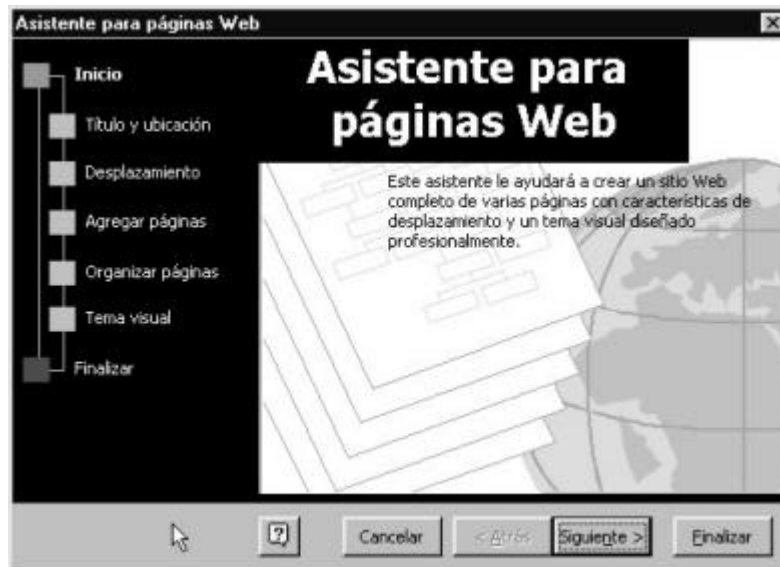 Asistente para páginas Web
Inicio
Título y ubicación
Desplazamiento
Agregar páginas
Organizar páginas
Tema visual
Finalizar
Asistente para
páginas Web
Este asistente le ayudará a crear un sitio Web
completo de varias páginas con características de
desplazamiento y un tema visual diseñado
profesionalmente.
Cancelar
< Atrás
Siguiente >
Finalizar